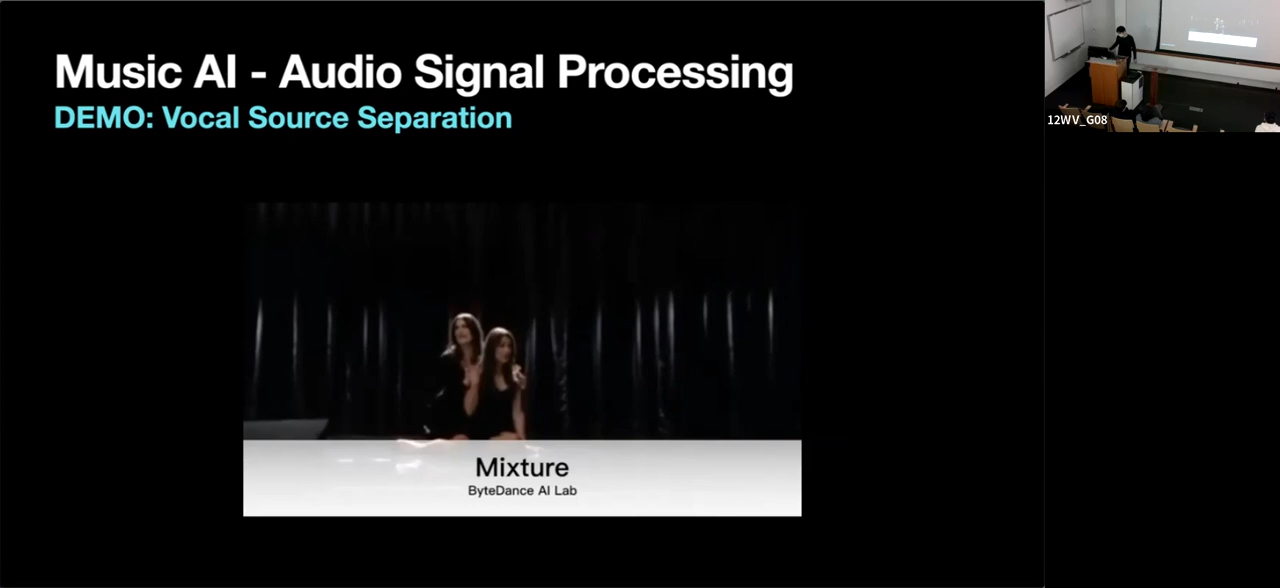 Music AI - Audio Signal Processing
DEMO: Vocal Source Separation
Mixture
ByteDance AI Lab
12WV_G08